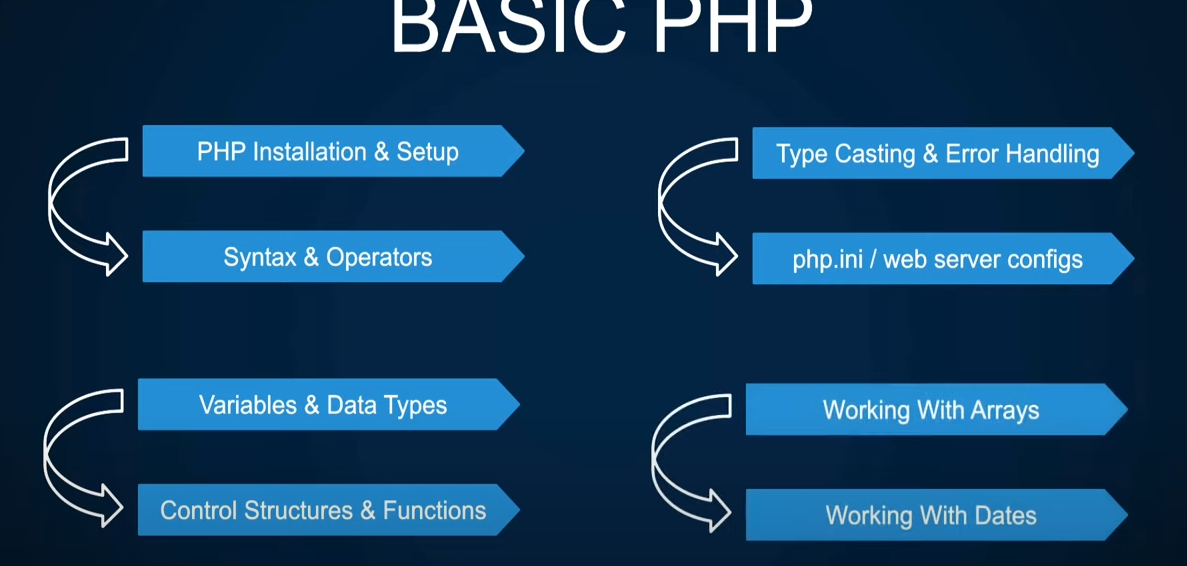 BASIC PHP
PHP Installation & Setup
Syntax & Operators
Variables & Data Types
Control Structures & Functions
Type Casting & Error Handling
php.ini / web server configs
Working With Arrays
Working With Dates